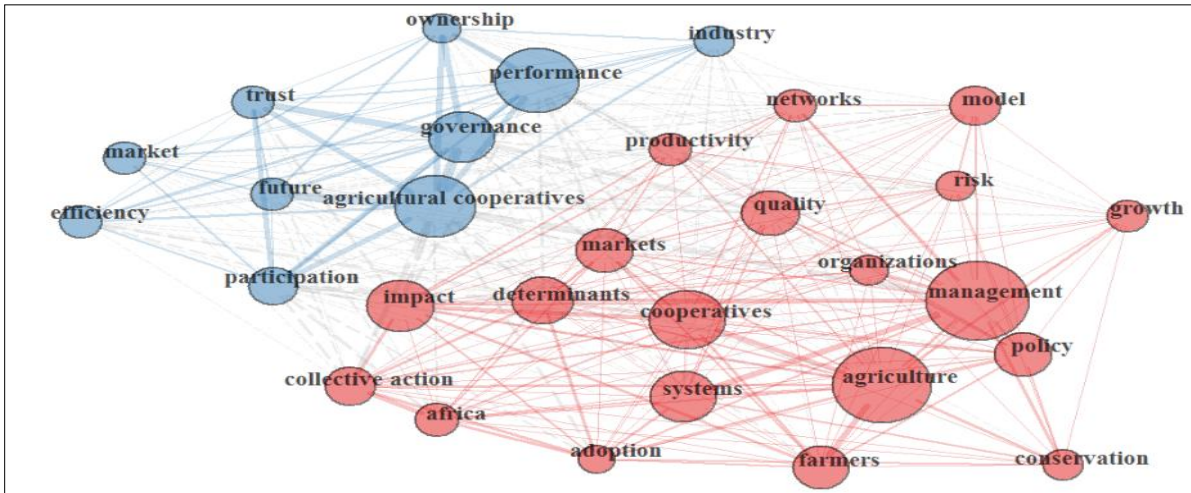 ownership
industry
performance
trust
networks
model
governance
productivity
market
future
agricultural cooperatives
risk
efficiency
quality
growth
markets
organizations
participation
impact
determinants
cooperatives
management
policy
collective action
systems
agriculture
africa
adoption
farmers
conservation